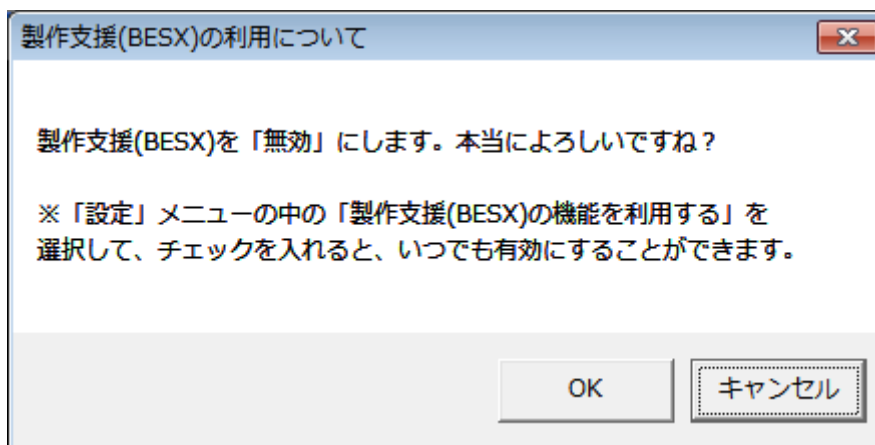 製作支援(BESX)の利用について
製作支援(BESX)を「無効」にします。本当によろしいですね？
※「設定」メニューの中の「製作支援(BESX)の機能を利用する」を
選択して、チェックを入れると、いつでも有効にすることができます。
OK
キャンセル